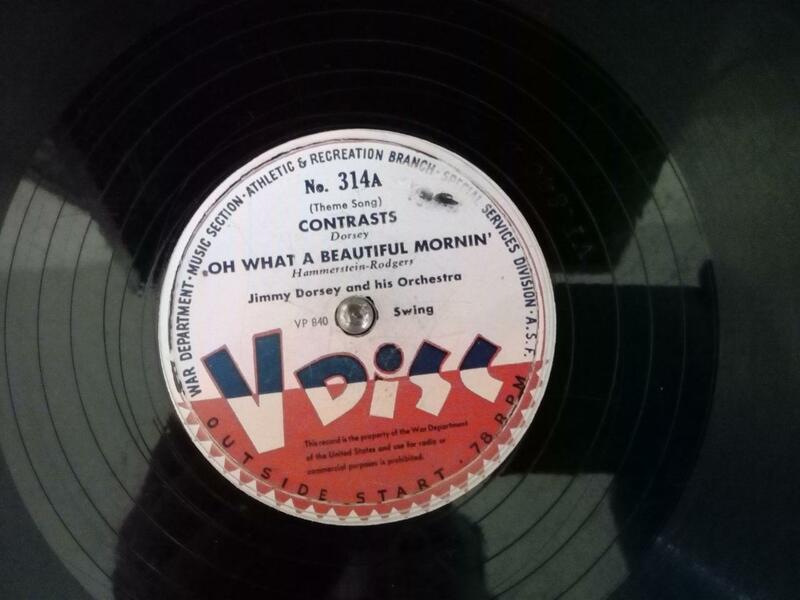 WAR DEPARTMENT·MUSIC SECTION·ATHLETIC & RECREATION BRANCH·SPECIAL SERVICES DIVISION·A.S.F.
No. 314A
(Theme Song)
CONTRASTS
Dorsey
OH WHAT A BEAUTIFUL MORNIN'
Hammerstein-Rodgers
Jimmy Dorsey and his Orchestra
VP 840 Swing
V DiSC
This record is the property of the War Department
of the United States and use for radio or
commercial purposes is prohibited.
OUTSIDE START · 78 R.P.M